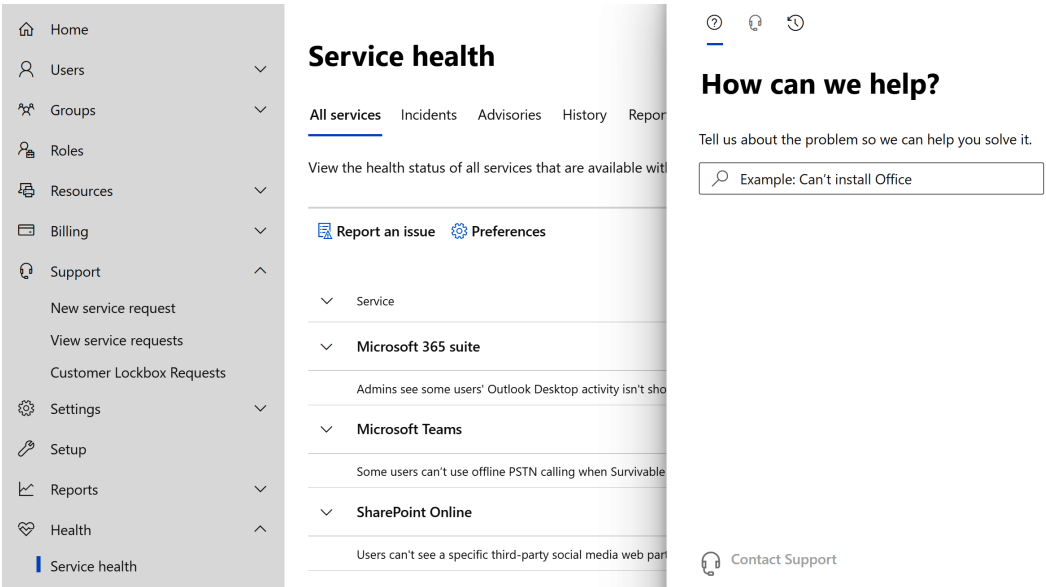 Home
Users
Groups
Roles
Resources
Billing
Support
New service request
View service requests
Customer Lockbox Requests
Settings
Setup
Reports
Health
Service health
Service health
All services Incidents Advisories History Repor
View the health status of all services that are available with
Report an issue Preferences
Service
Microsoft 365 suite
Admins see some users' Outlook Desktop activity isn't sho
Microsoft Teams
Some users can't use offline PSTN calling when Survivable
SharePoint Online
Users can't see a specific third-party social media web part
How can we help?
Tell us about the problem so we can help you solve it.
Example: Can't install Office
Contact Support